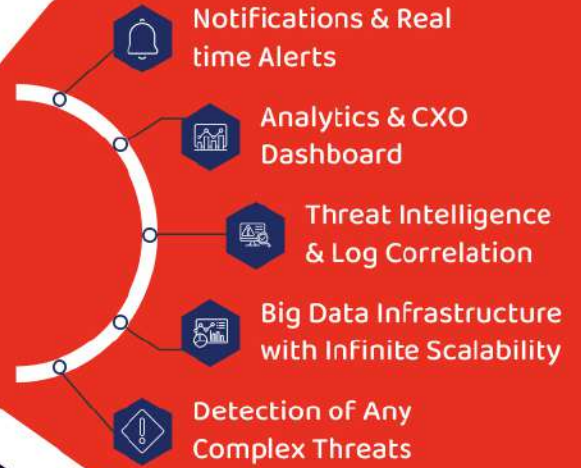 Notifications & Real
time Alerts
Analytics & CXO
Dashboard
Threat Intelligence
& Log Correlation
Big Data Infrastructure
with Infinite Scalability
Detection of Any
Complex Threats